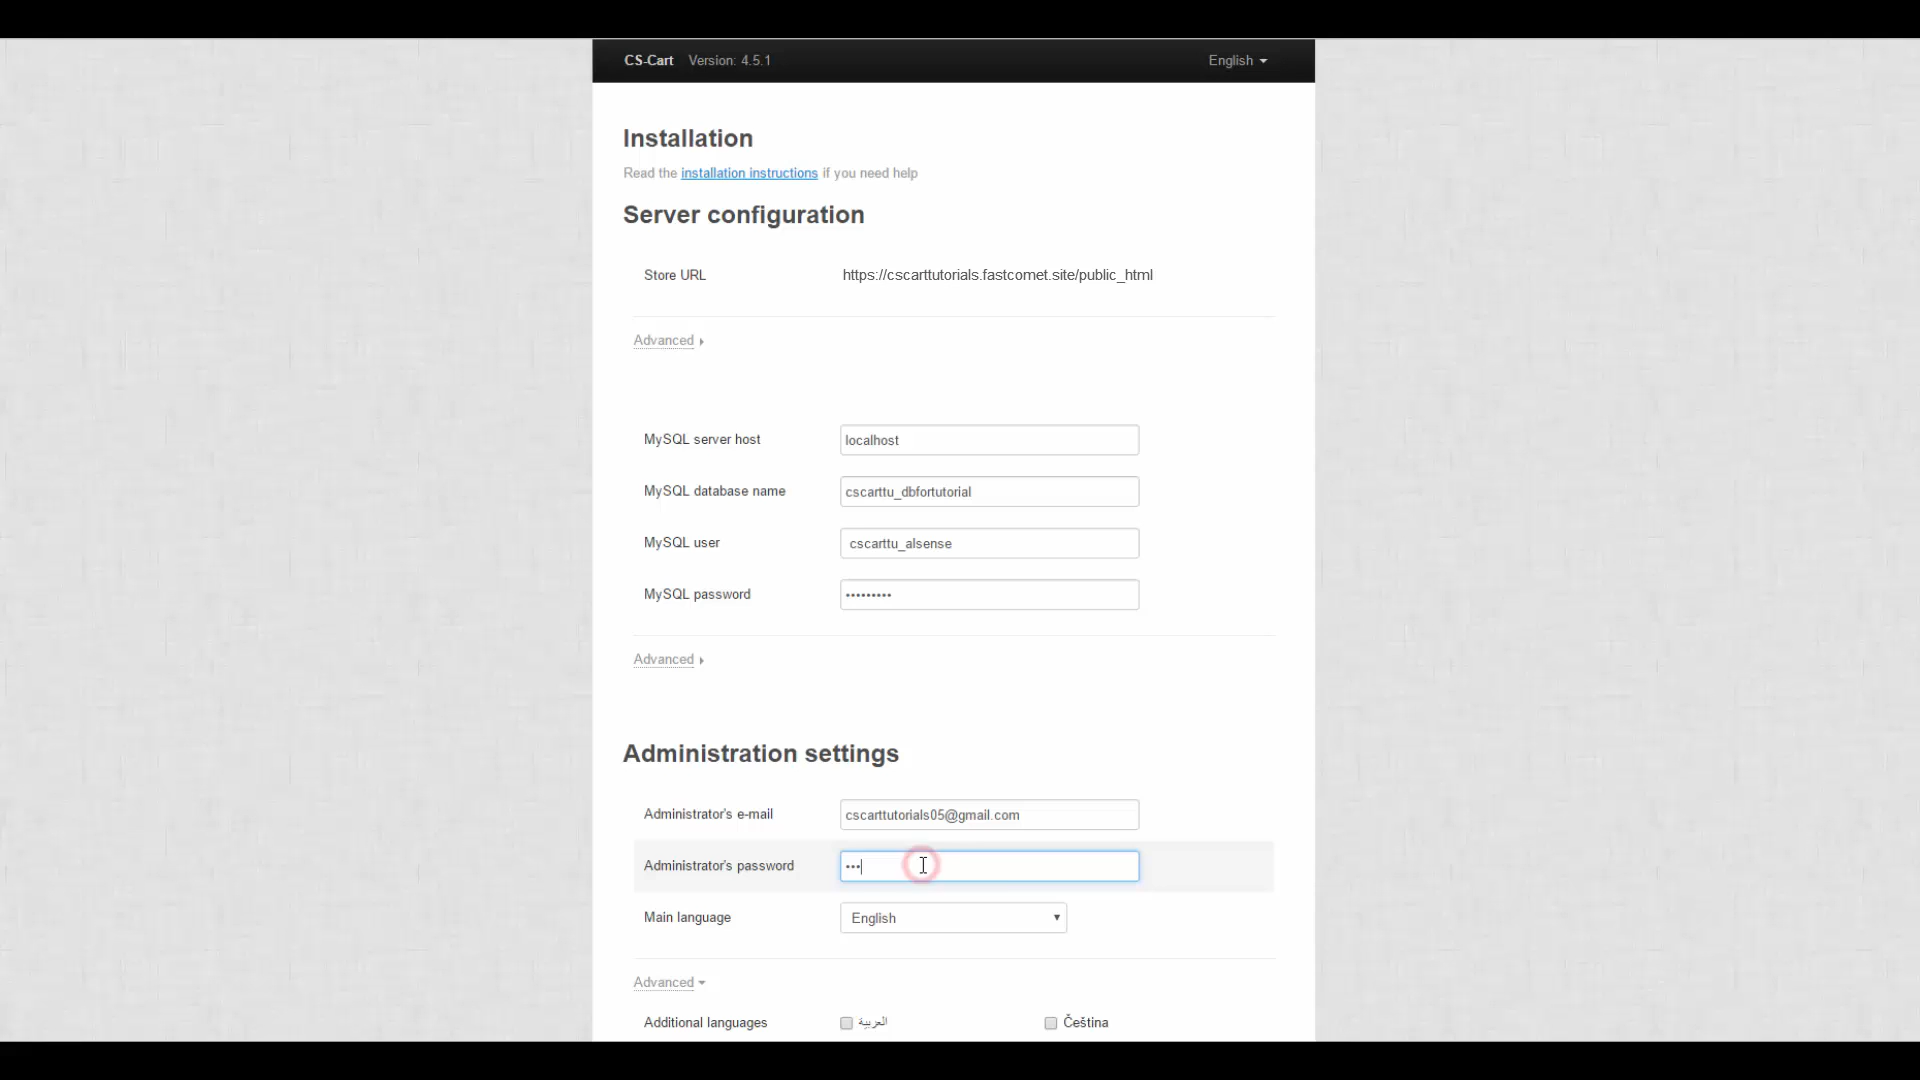 CS-Cart Version: 4.5.1 English
Installation
Read the installation instructions if you need help
Server configuration
Store URL https://cscarttutorials.fastcomet.site/public_html
Advanced
MySQL server host localhost
MySQL database name cscarttu_dbfortutorial
MySQL user cscarttu_alsense
MySQL password •••••••••
Advanced
Administration settings
Administrator's e-mail cscarttutorials05@gmail.com
Administrator's password •••
Main language English
Advanced
Additional languages العربية Čeština